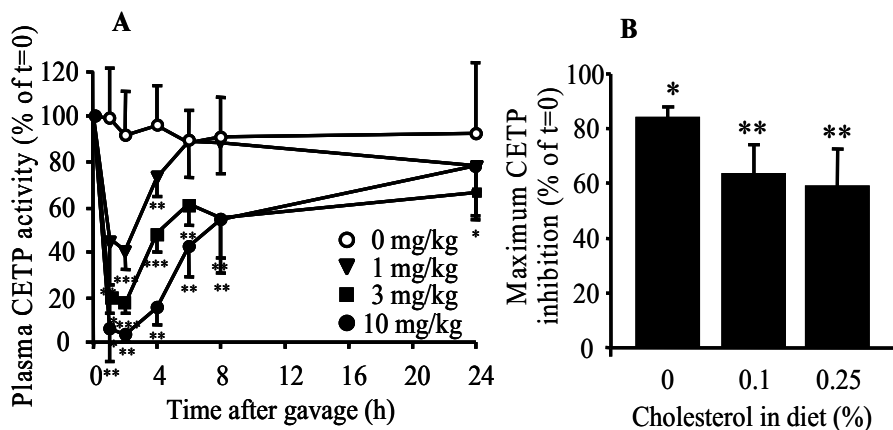 A
Plasma CETP activity (% of t=0)
120
100
80
60
40
20
0
0 4 8 12 16 20 24
Time after gavage (h)
0 mg/kg
1 mg/kg
3 mg/kg
10 mg/kg
**
***
**
***
***
**
**
**
**
**
**
*
B
Maximum CETP
inhibition (% of t=0)
100
80
60
40
20
0
*
**
**
0 0.1 0.25
Cholesterol in diet (%)